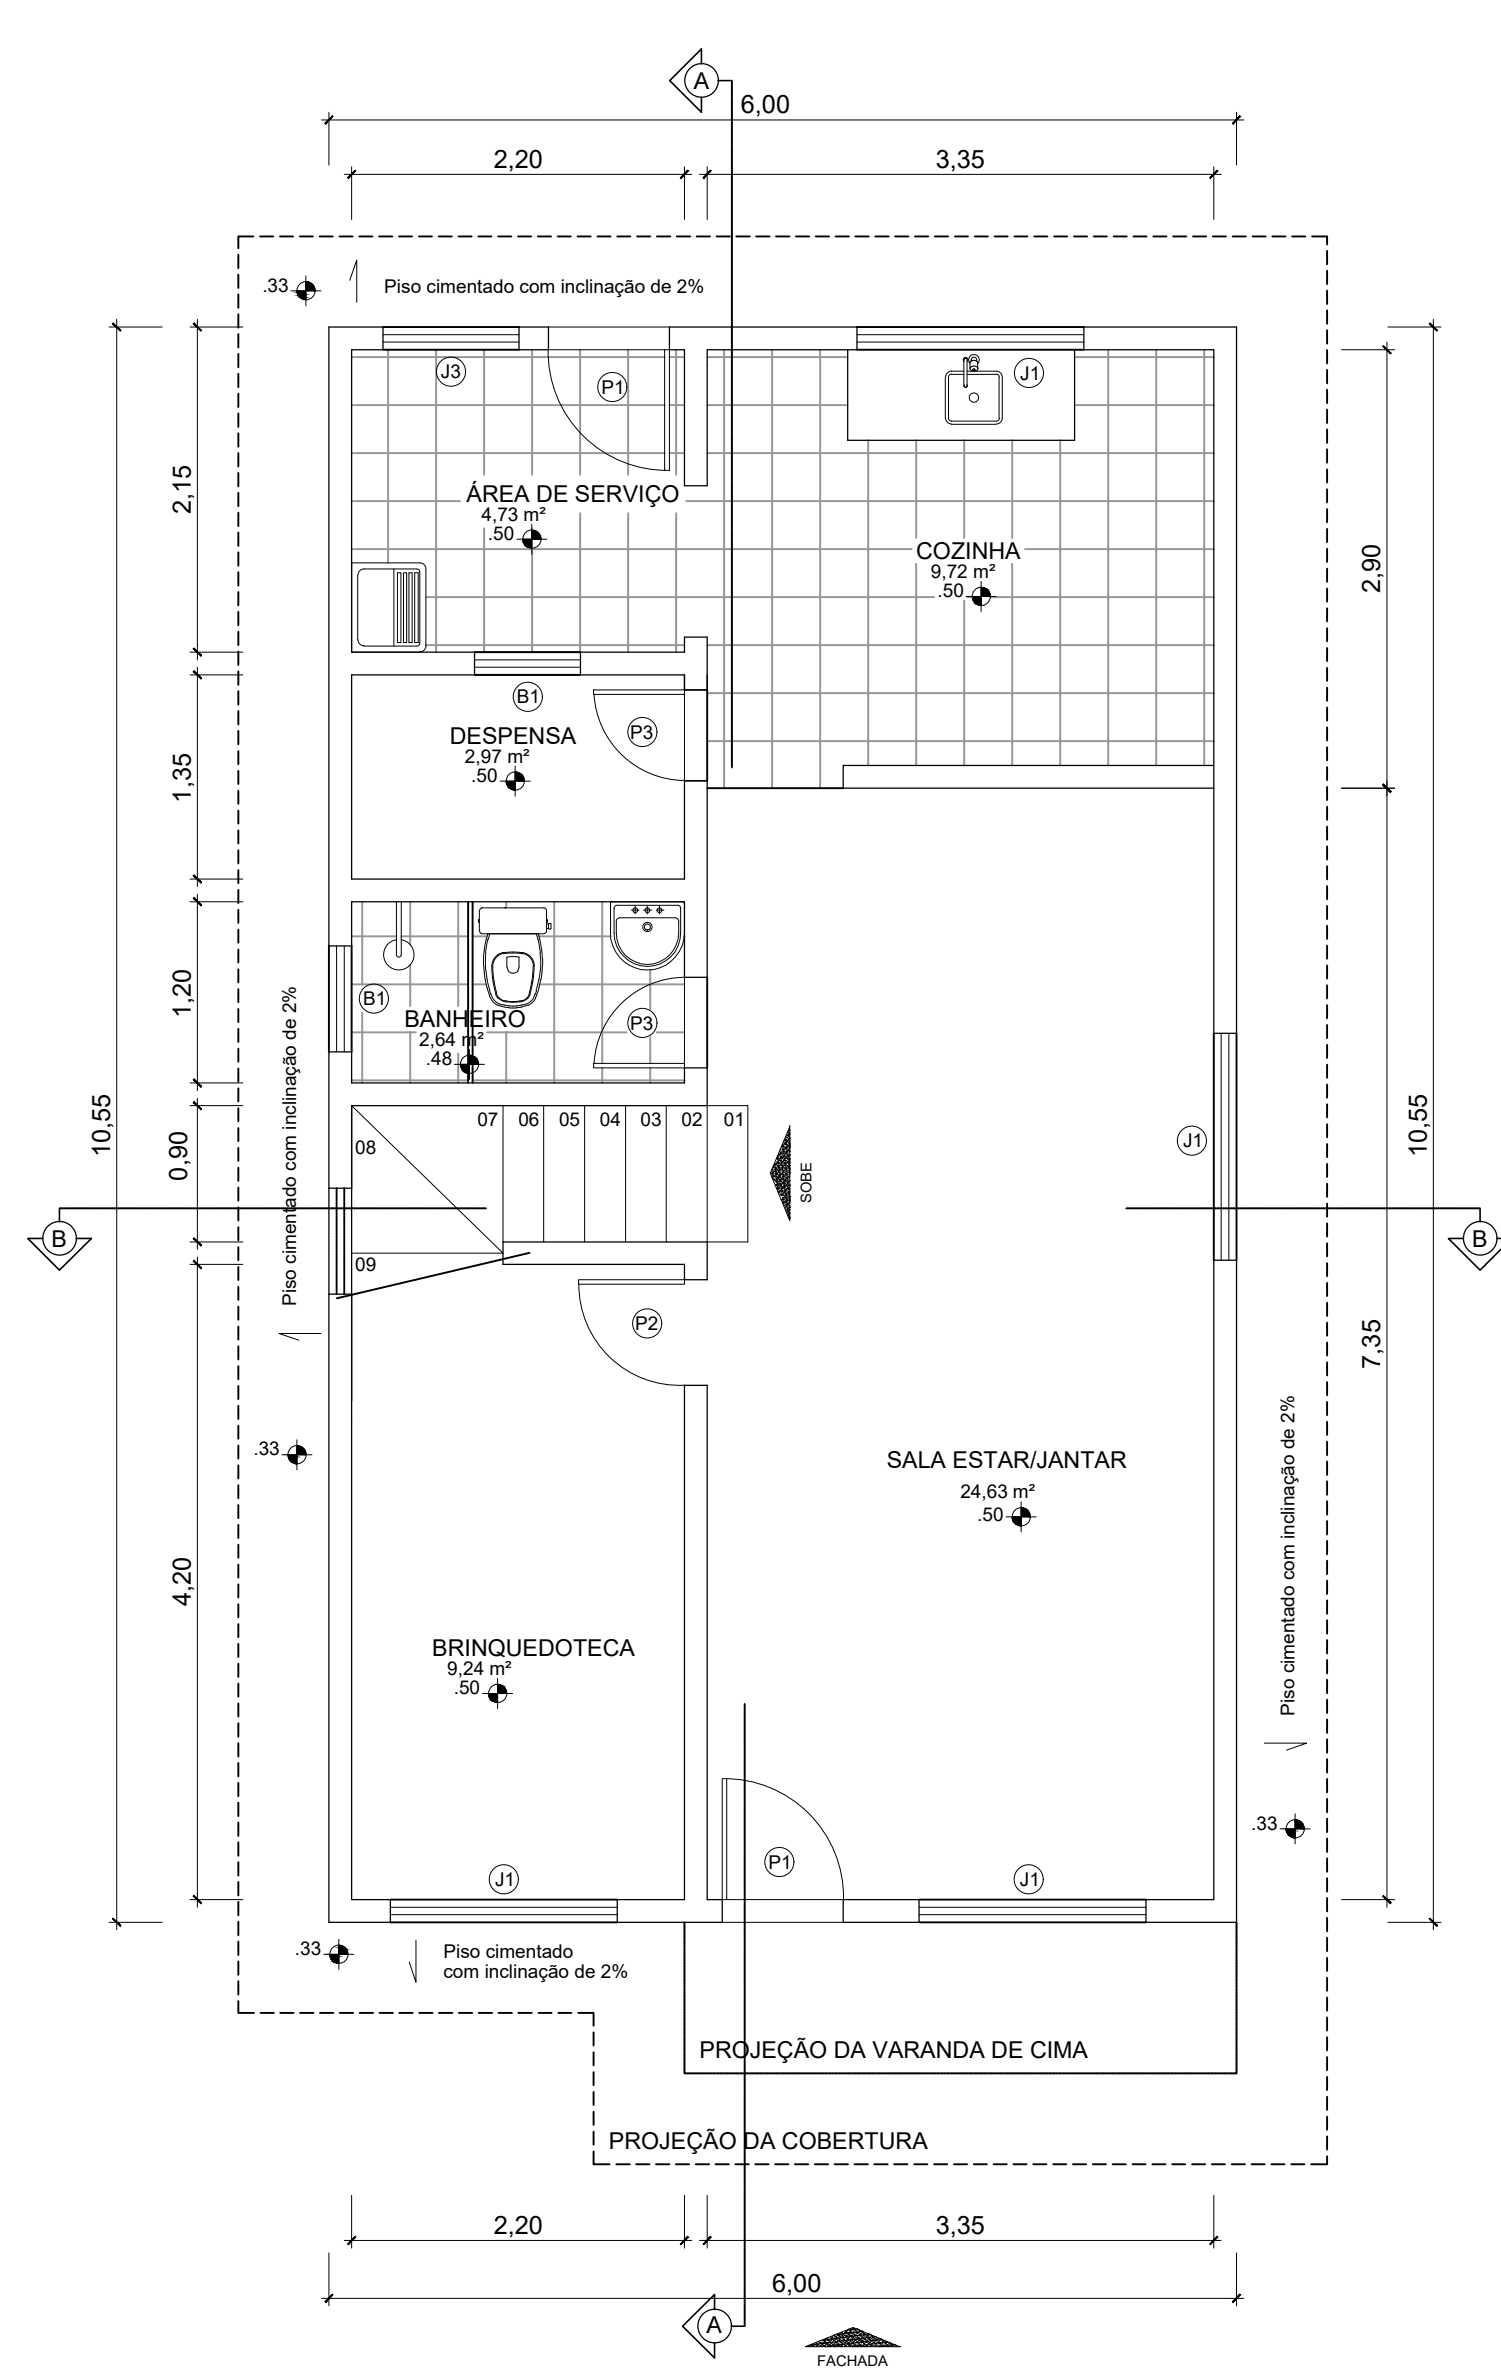 A
6,00
2,20
3,35
.33
Piso cimentado com inclinação de 2%
J3
P1
J1
2,15
ÁREA DE SERVIÇO
4,73 m²
.50
COZINHA
9,72 m²
.50
2,90
B1
P3
DESPENSA
2,97 m²
.50
1,35
B1
BANHEIRO
2,64 m²
.48
P3
1,20
Piso cimentado com inclinação de 2%
10,55
0,90
07
06
05
04
03
02
01
08
09
SOBE
J1
10,55
B
B
P2
7,35
.33
SALA ESTAR/JANTAR
24,63 m²
.50
Piso cimentado com inclinação de 2%
4,20
BRINQUEDOTECA
9,24 m²
.50
.33
P1
J1
J1
.33
Piso cimentado
com inclinação de 2%
PROJEÇÃO DA VARANDA DE CIMA
PROJEÇÃO DA COBERTURA
2,20
3,35
6,00
A
FACHADA